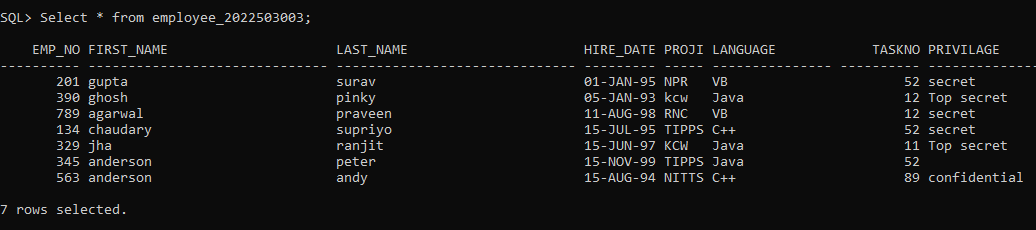 SQL> Select * from employee_2022503003;
EMP_NO FIRST_NAME LAST_NAME HIRE_DATE PROJI LANGUAGE TASKNO PRIVILAGE
---------- ------------------------------ ------------------------------ --------- ----- --------------- ---------- ------------
201 gupta surav 01-JAN-95 NPR VB 52 secret
390 ghosh pinky 05-JAN-93 kcw Java 12 Top secret
789 agarwal praveen 11-AUG-98 RNC VB 12 secret
134 chaudary supriyo 15-JUL-95 TIPPS C++ 52 secret
329 jha ranjit 15-JUN-97 KCW Java 11 Top secret
345 anderson peter 15-NOV-99 TIPPS Java 52
563 anderson andy 15-AUG-94 NITTS C++ 89 confidential
7 rows selected.